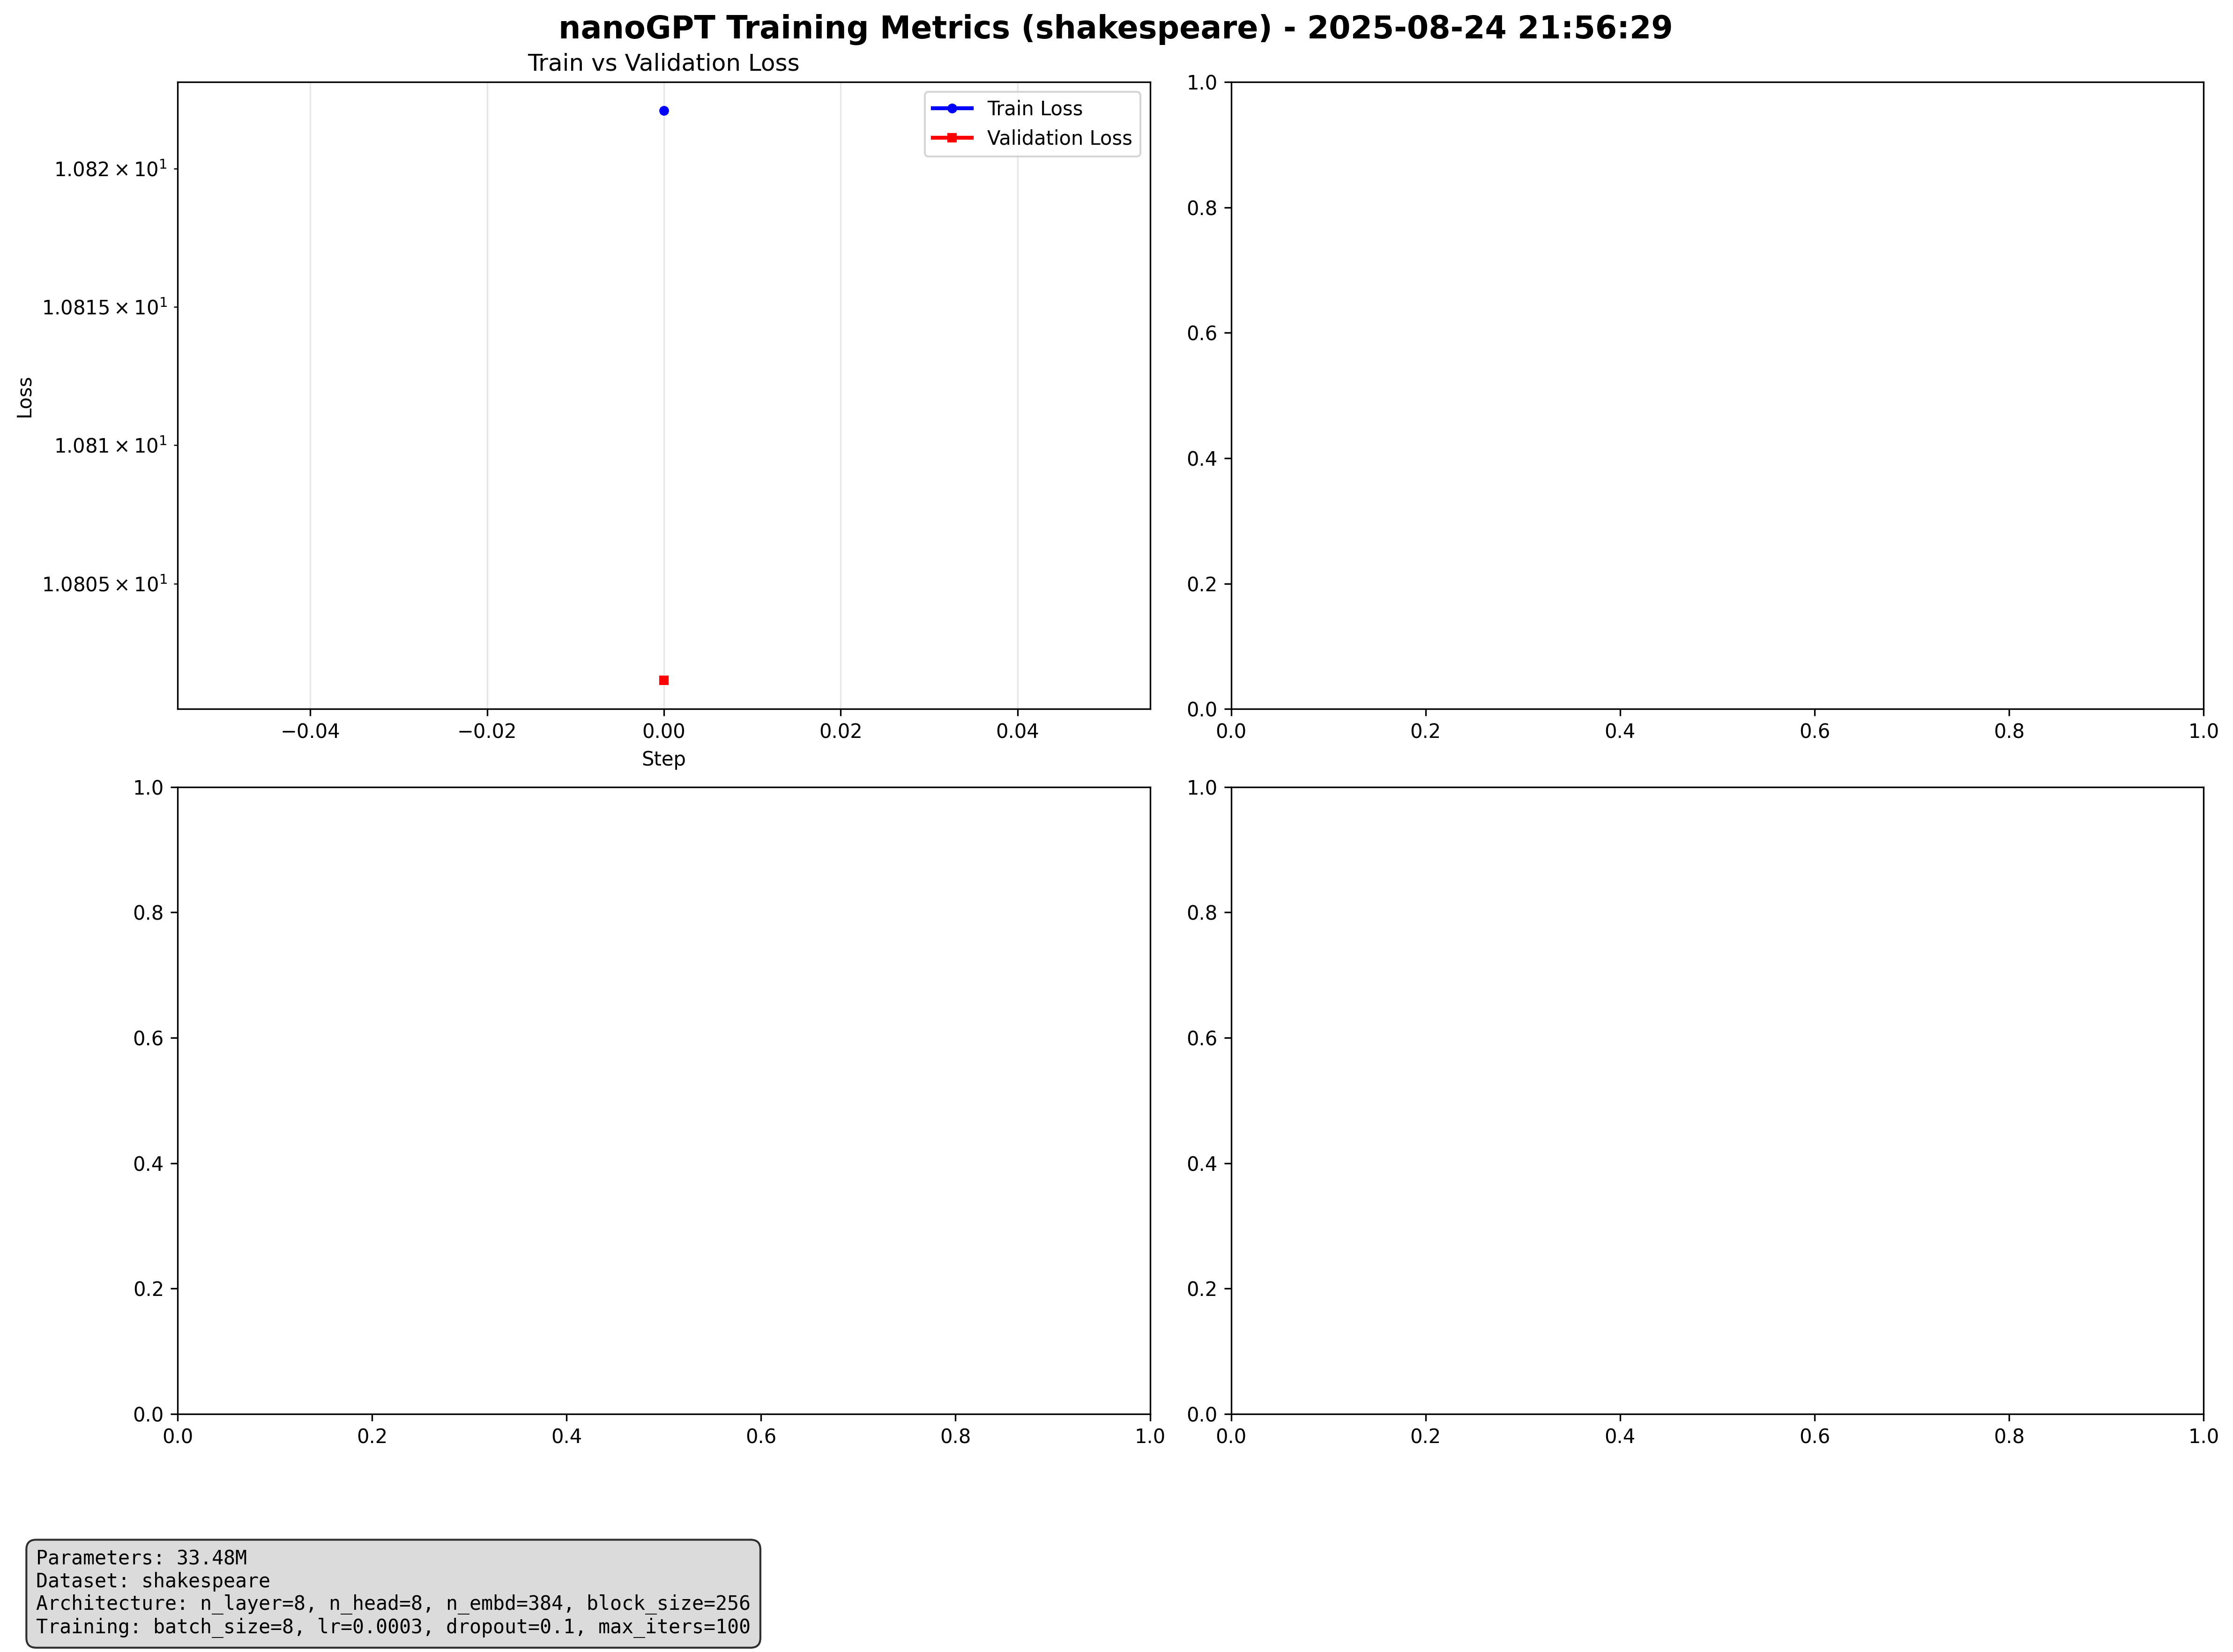 nanoGPT Training Metrics (shakespeare) - 2025-08-24 21:56:29
Train vs Validation Loss
Train Loss
Validation Loss
Loss
1.082 × 10¹
1.0815 × 10¹
1.081 × 10¹
1.0805 × 10¹
−0.04 −0.02 0.00 0.02 0.04
Step
1.0
0.8
0.6
0.4
0.2
0.0
0.0 0.2 0.4 0.6 0.8 1.0
1.0
0.8
0.6
0.4
0.2
0.0
0.0 0.2 0.4 0.6 0.8 1.0
1.0
0.8
0.6
0.4
0.2
0.0
0.0 0.2 0.4 0.6 0.8 1.0
Parameters: 33.48M
Dataset: shakespeare
Architecture: n_layer=8, n_head=8, n_embd=384, block_size=256
Training: batch_size=8, lr=0.0003, dropout=0.1, max_iters=100